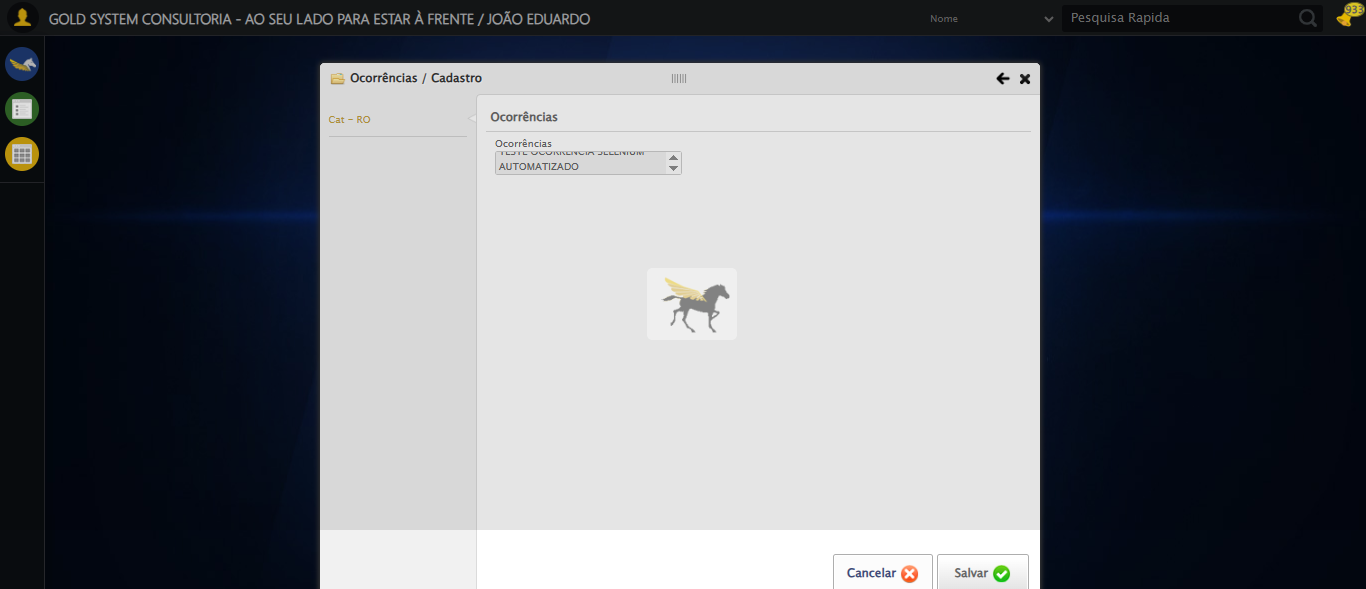 GOLD SYSTEM CONSULTORIA - AO SEU LADO PARA ESTAR À FRENTE / JOÃO EDUARDO
Nome
Pesquisa Rapida
933
Ocorrências / Cadastro
Cat - RO
Ocorrências
Ocorrências
TESTE OCORRENCIA SELENIUM
AUTOMATIZADO
Cancelar
Salvar